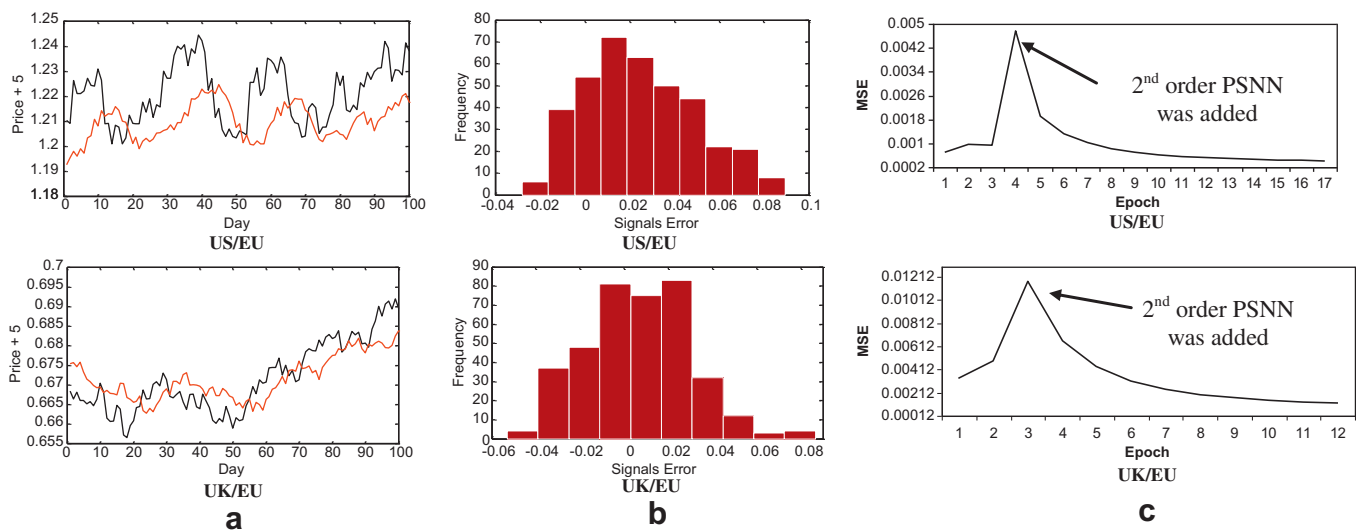 1.25
1.24
1.23
1.22
1.21
1.20
1.19
1.18
Price + 5
0 10 20 30 40 50 60 70 80 90 100
Day
US/EU
80
70
60
50
40
30
20
10
0
Frequency
-0.04 -0.02 0 0.02 0.04 0.06 0.08 0.1
Signals Error
US/EU
0.005
0.0042
0.0034
0.0026
0.0018
0.001
0.0002
MSE
2nd order PSNN
was added
1 2 3 4 5 6 7 8 9 10 11 12 13 14 15 16 17
Epoch
US/EU
0.7
0.695
0.69
0.685
0.68
0.675
0.67
0.665
0.66
0.655
Price + 5
0 10 20 30 40 50 60 70 80 90 100
Day
UK/EU
a
90
80
70
60
50
40
30
20
10
0
Frequency
-0.06 -0.04 -0.02 0 0.02 0.04 0.06 0.08
Signals Error
UK/EU
b
0.01212
0.01012
0.00812
0.00612
0.00412
0.00212
0.00012
MSE
2nd order PSNN
was added
1 2 3 4 5 6 7 8 9 10 11 12
Epoch
UK/EU
c